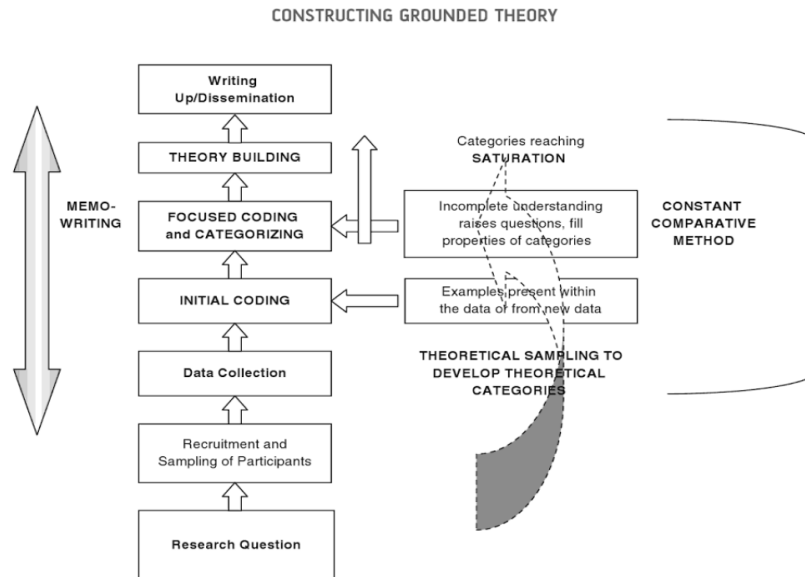 CONSTRUCTING GROUNDED THEORY
Writing
Up/Dissemination
THEORY BUILDING
FOCUSED CODING
and CATEGORIZING
INITIAL CODING
Data Collection
Recruitment and
Sampling of Participants
Research Question
MEMO-
WRITING
Categories reaching
SATURATION
Incomplete understanding
raises questions, fill
properties of categories
Examples present within
the data or from new data
THEORETICAL SAMPLING TO
DEVELOP THEORETICAL
CATEGORIES
CONSTANT
COMPARATIVE
METHOD